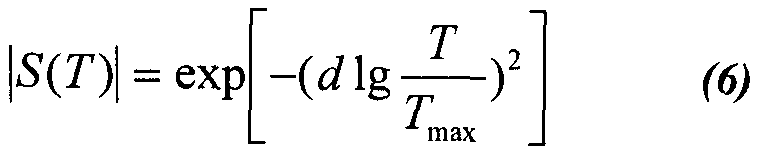 |S(T)| = exp[ -(d lg T/T_max)^2 ] (6)